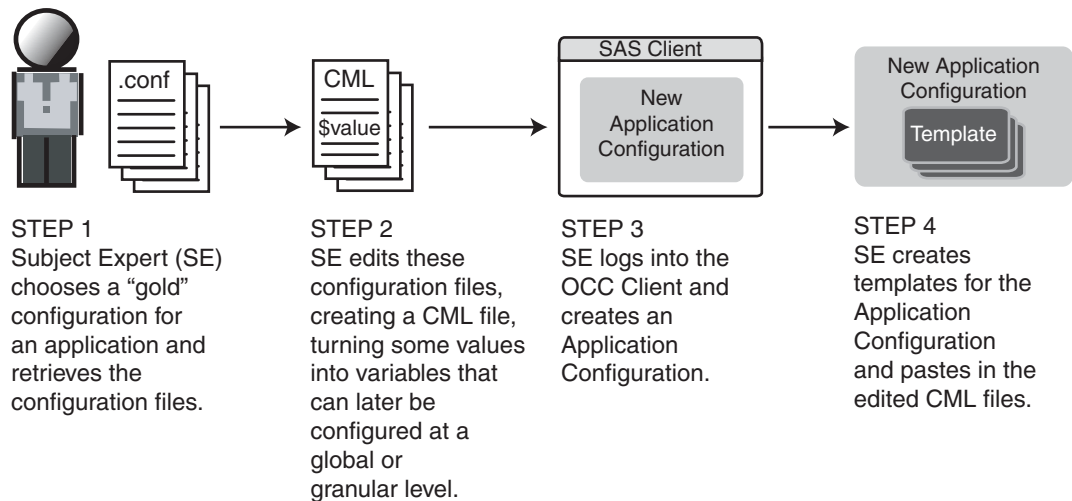 .conf
CML
$value
SAS Client
New
Application
Configuration
New Application
Configuration
Template
STEP 1
Subject Expert (SE)
chooses a “gold”
configuration for
an application and
retrieves the
configuration files.
STEP 2
SE edits these
configuration files,
creating a CML file,
turning some values
into variables that
can later be
configured at a
global or
granular level.
STEP 3
SE logs into the
OCC Client and
creates an
Application
Configuration.
STEP 4
SE creates
templates for the
Application
Configuration
and pastes in the
edited CML files.